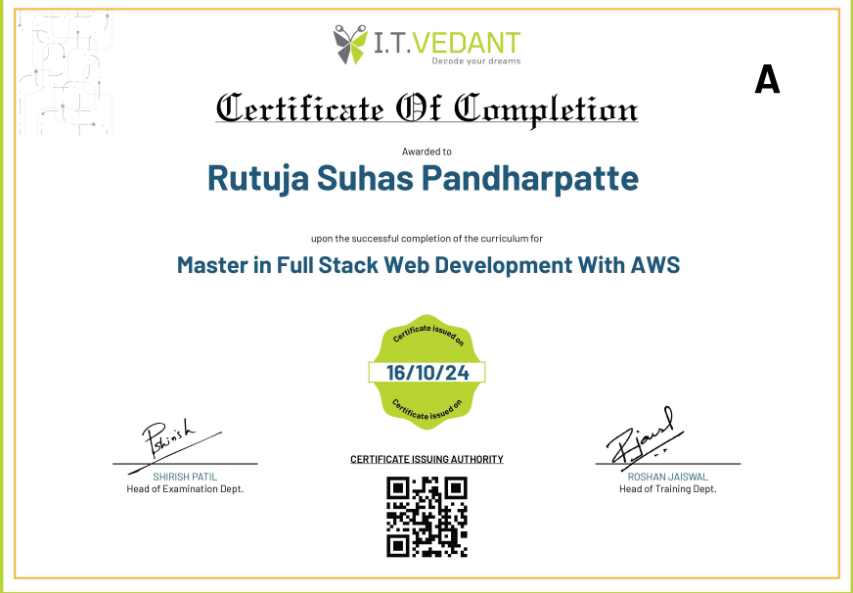 I.T.VEDANT
Decode your dreams
A
Certificate Of Completion
Awarded to
Rutuja Suhas Pandharpatte
upon the successful completion of the curriculum for
Master in Full Stack Web Development With AWS
Certificate issued on
16/10/24
Certificate issued on
Pshirish
SHIRISH PATIL
Head of Examination Dept.
CERTIFICATE ISSUING AUTHORITY
Rjaisl
ROSHAN JAISWAL
Head of Training Dept.